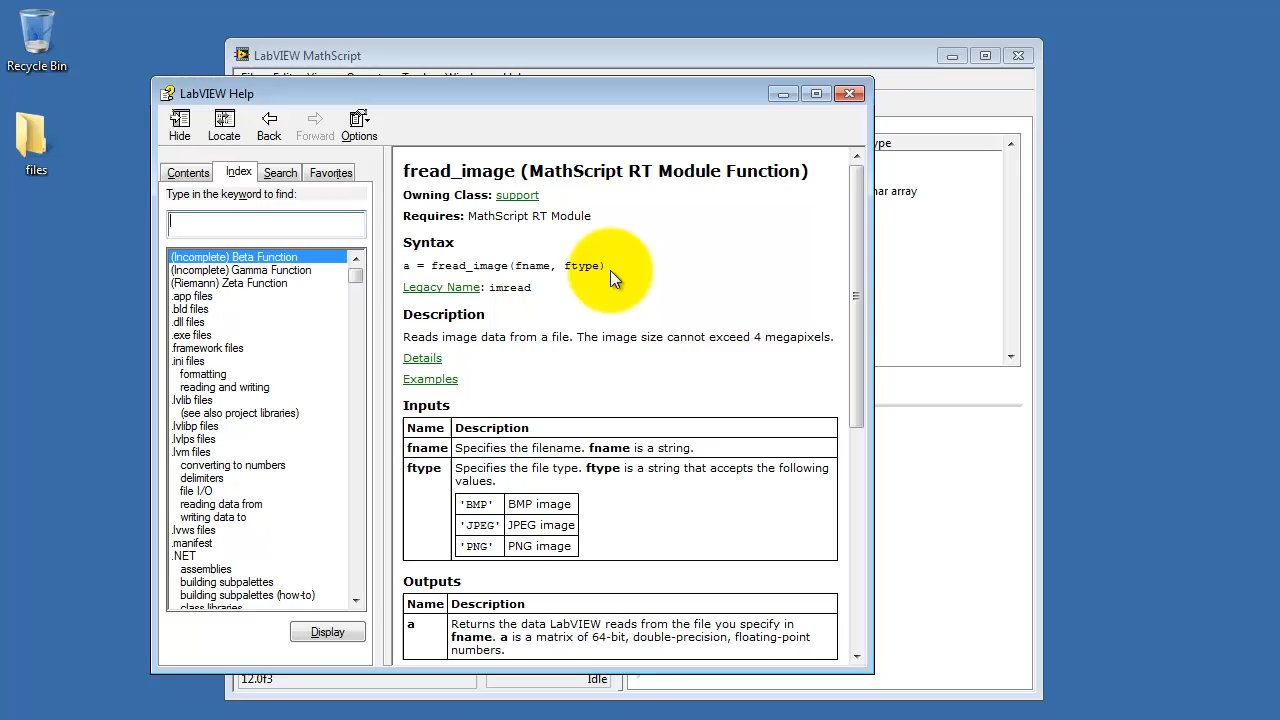 Recycle Bin
files
LabVIEW MathScript
LabVIEW Help
Hide
Locate
Back
Forward
Options
Contents
Index
Search
Favorites
Type in the keyword to find:
(Incomplete) Beta Function
(Incomplete) Gamma Function
(Riemann) Zeta Function
.app files
.bld files
.dll files
.exe files
.framework files
.ini files
formatting
reading and writing
.lvlib files
(see also project libraries)
.lvlibp files
.lvlps files
.lvm files
converting to numbers
delimiters
file I/O
reading data from
writing data to
.lvws files
.manifest
.NET
assemblies
building subpalettes
building subpalettes (how-to)
class libraries
Display
fread_image (MathScript RT Module Function)
Owning Class: support
Requires: MathScript RT Module
Syntax
a = fread_image(fname, ftype)
Legacy Name: imread
Description
Reads image data from a file. The image size cannot exceed 4 megapixels.
Details
Examples
Inputs
Name Description
fname Specifies the filename. fname is a string.
ftype Specifies the file type. ftype is a string that accepts the following
values.
'BMP' BMP image
'JPEG' JPEG image
'PNG' PNG image
Outputs
Name Description
a Returns the data LabVIEW reads from the file you specify in
fname. a is a matrix of 64-bit, double-precision, floating-point
numbers.
ype
ar array
12.0f3
Idle